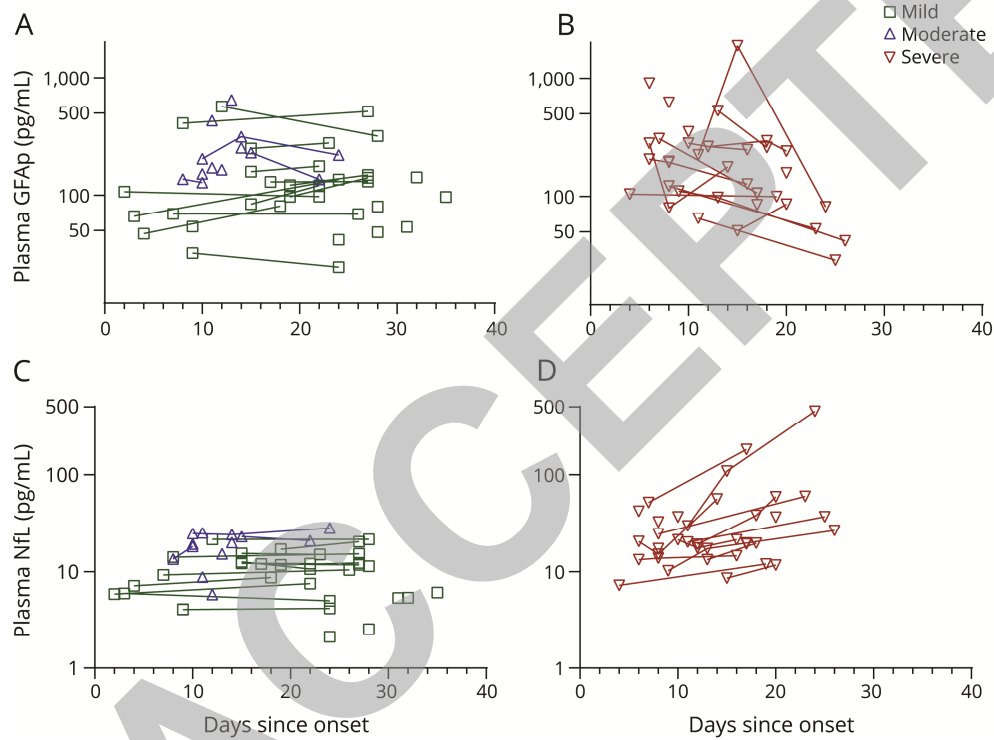 A
B
Mild
Moderate
Severe
Plasma GFAp (pg/mL)
1,000
500
100
50
0 10 20 30 40
1,000
500
100
50
0 10 20 30 40
C
D
Plasma NfL (pg/mL)
500
100
10
1
0 10 20 30 40
Days since onset
500
100
10
1
0 10 20 30 40
Days since onset
ACCEPTE